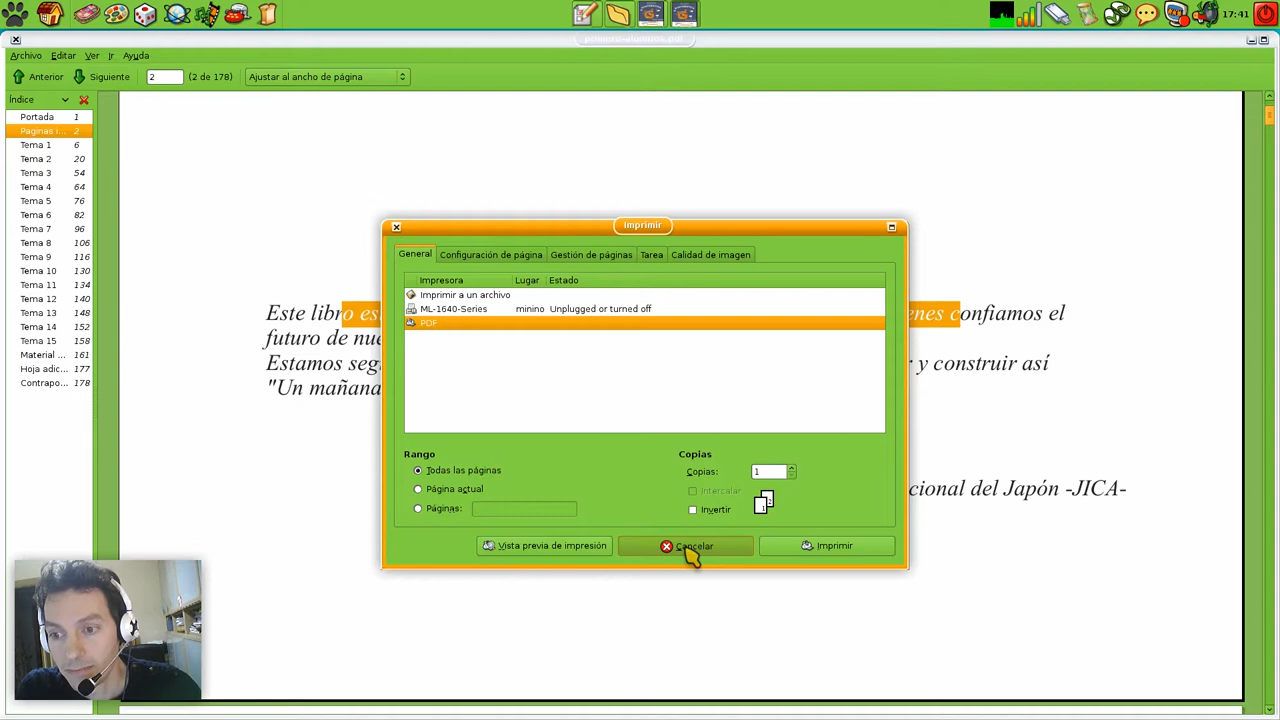 17:41
Archivo Editar Ver Ir Ayuda
Anterior Siguiente 2 (2 de 178) Ajustar al ancho de página
Índice
Portada 1
Paginas i... 2
Tema 1 6
Tema 2 20
Tema 3 54
Tema 4 64
Tema 5 76
Tema 6 82
Tema 7 96
Tema 8 106
Tema 9 116
Tema 10 130
Tema 11 134
Tema 12 140
Tema 13 148
Tema 14 152
Tema 15 158
Material ... 161
Hoja adic... 177
Contrapo... 178
Imprimir
General Configuración de página Gestión de páginas Tarea Calidad de imagen
Impresora Lugar Estado
Imprimir a un archivo
ML-1640-Series minino Unplugged or turned off
PDF
Rango
Todas las páginas
Página actual
Páginas:
Copias
Copias: 1
Intercalar
Invertir
Vista previa de impresión Cancelar Imprimir
Este libro confiamos el
futuro de
Estamos y construir así
"Un mañana
del Japón -JICA-